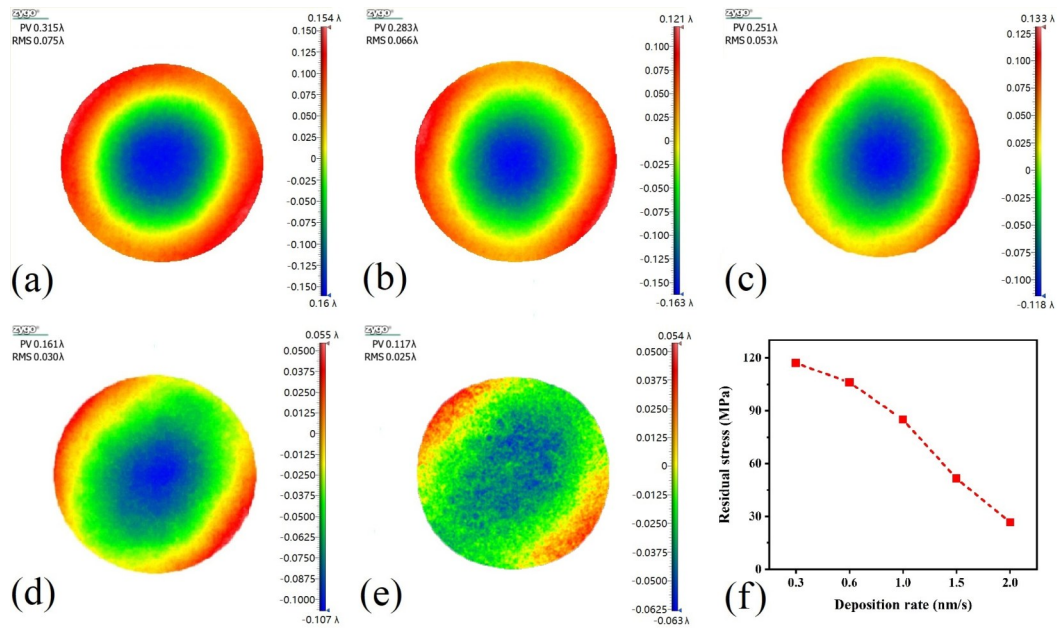 zygo
PV 0.315λ
RMS 0.075λ
0.154 λ
0.150
0.125
0.100
0.075
0.050
0.025
0
-0.025
-0.050
-0.075
-0.100
-0.125
-0.150
0.16 λ
(a)
zygo
PV 0.283λ
RMS 0.066λ
0.121 λ
0.100
0.075
0.050
0.025
0
-0.025
-0.050
-0.075
-0.100
-0.125
-0.150
-0.163 λ
(b)
zygo
PV 0.251λ
RMS 0.053λ
0.133 λ
0.125
0.100
0.075
0.050
0.025
0
-0.025
-0.050
-0.075
-0.100
-0.118 λ
(c)
zygo
PV 0.161λ
RMS 0.030λ
0.055 λ
0.0500
0.0375
0.0250
0.0125
0
-0.0125
-0.0250
-0.0375
-0.0500
-0.0625
-0.0750
-0.0875
-0.1000
-0.107 λ
(d)
zygo
PV 0.117λ
RMS 0.025λ
0.054 λ
0.0500
0.0375
0.0250
0.0125
0
-0.0125
-0.0250
-0.0375
-0.0500
-0.0625
-0.063 λ
(e)
Residual stress (MPa)
120
90
60
30
0
0.3 0.6 1.0 1.5 2.0
Deposition rate (nm/s)
(f)